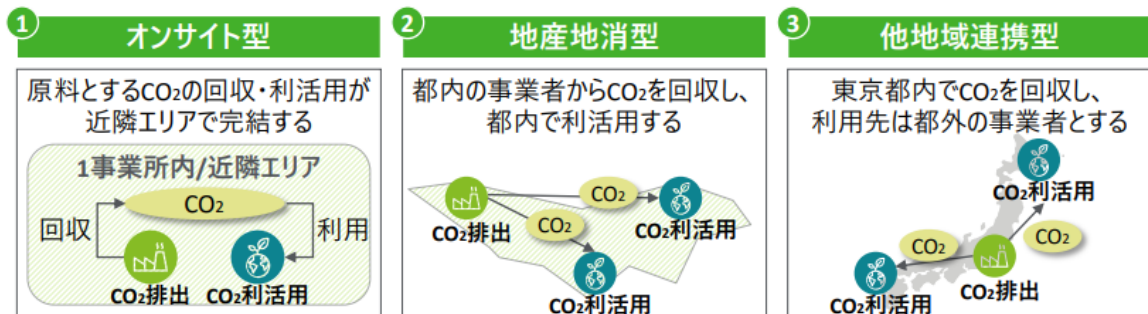 1
オンサイト型
原料とするCO₂の回収・利活用が
近隣エリアで完結する
1事業所内/近隣エリア
CO₂
回収
利用
CO₂排出
CO₂利活用
2
地産地消型
都内の事業者からCO₂を回収し、
都内で利活用する
CO₂
CO₂排出
CO₂
CO₂利活用
CO₂利活用
3
他地域連携型
東京都内でCO₂を回収し、
利用先は都外の事業者とする
CO₂利活用
CO₂
CO₂
CO₂排出
CO₂利活用